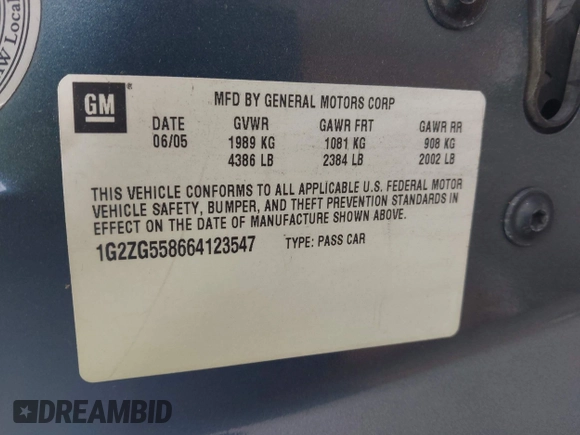 W Local
GM
®
MFD BY GENERAL MOTORS CORP
DATE GVWR GAWR FRT GAWR RR
06/05 1989 KG 1081 KG 908 KG
4386 LB 2384 LB 2002 LB
THIS VEHICLE CONFORMS TO ALL APPLICABLE U.S. FEDERAL MOTOR
VEHICLE SAFETY, BUMPER, AND THEFT PREVENTION STANDARDS IN
EFFECT ON THE DATE OF MANUFACTURE SHOWN ABOVE.
1G2ZG558664123547 TYPE: PASS CAR
DREAMBID